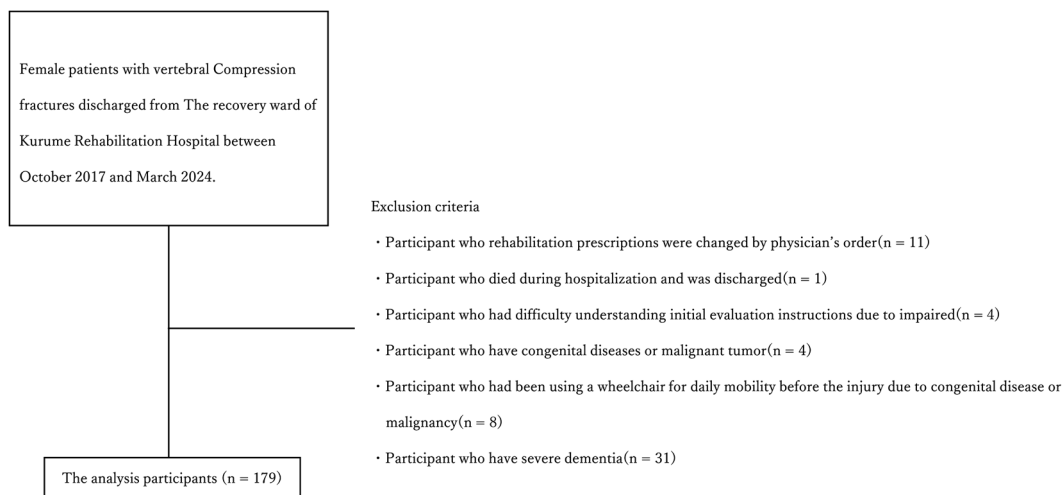 Female patients with vertebral Compression
fractures discharged from The recovery ward of
Kurume Rehabilitation Hospital between
October 2017 and March 2024.
Exclusion criteria
・Participant who rehabilitation prescriptions were changed by physician's order(n = 11)
・Participant who died during hospitalization and was discharged(n = 1)
・Participant who had difficulty understanding initial evaluation instructions due to impaired(n = 4)
・Participant who have congenital diseases or malignant tumor(n = 4)
・Participant who had been using a wheelchair for daily mobility before the injury due to congenital disease or
malignancy(n = 8)
・Participant who have severe dementia(n = 31)
The analysis participants (n = 179)